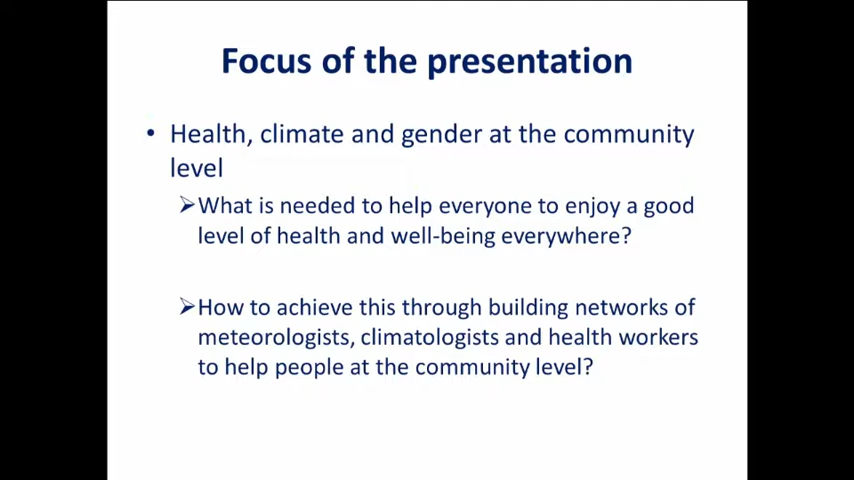 Focus of the presentation
• Health, climate and gender at the community
level
➢What is needed to help everyone to enjoy a good
level of health and well-being everywhere?
➢How to achieve this through building networks of
meteorologists, climatologists and health workers
to help people at the community level?